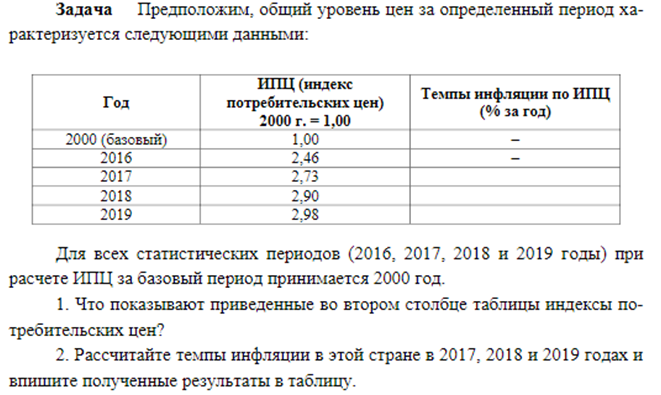 Задача Предположим, общий уровень цен за определенный период ха-
рактеризуется следующими данными:
Год
ИПЦ (индекс
потребительских цен)
2000 г. = 1,00
Темпы инфляции по ИПЦ
(% за год)
2000 (базовый) 1,00 –
2016 2,46 –
2017 2,73
2018 2,90
2019 2,98
Для всех статистических периодов (2016, 2017, 2018 и 2019 годы) при
расчете ИПЦ за базовый период принимается 2000 год.
1. Что показывают приведенные во втором столбце таблицы индексы по-
требительских цен?
2. Рассчитайте темпы инфляции в этой стране в 2017, 2018 и 2019 годах и
впишите полученные результаты в таблицу.